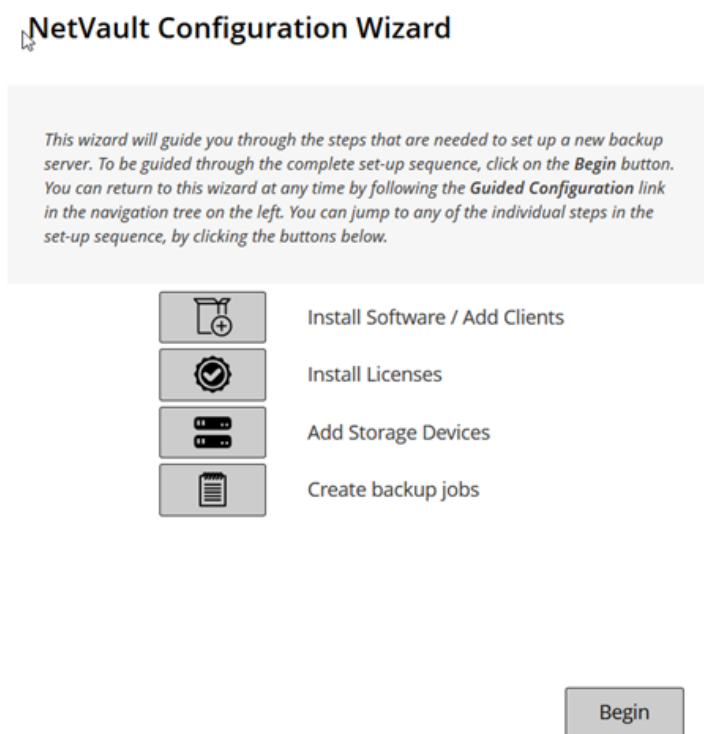 NetVault Configuration Wizard
This wizard will guide you through the steps that are needed to set up a new backup
server. To be guided through the complete set-up sequence, click on the Begin button.
You can return to this wizard at any time by following the Guided Configuration link
in the navigation tree on the left. You can jump to any of the individual steps in the
set-up sequence, by clicking the buttons below.
Install Software / Add Clients
Install Licenses
Add Storage Devices
Create backup jobs
Begin